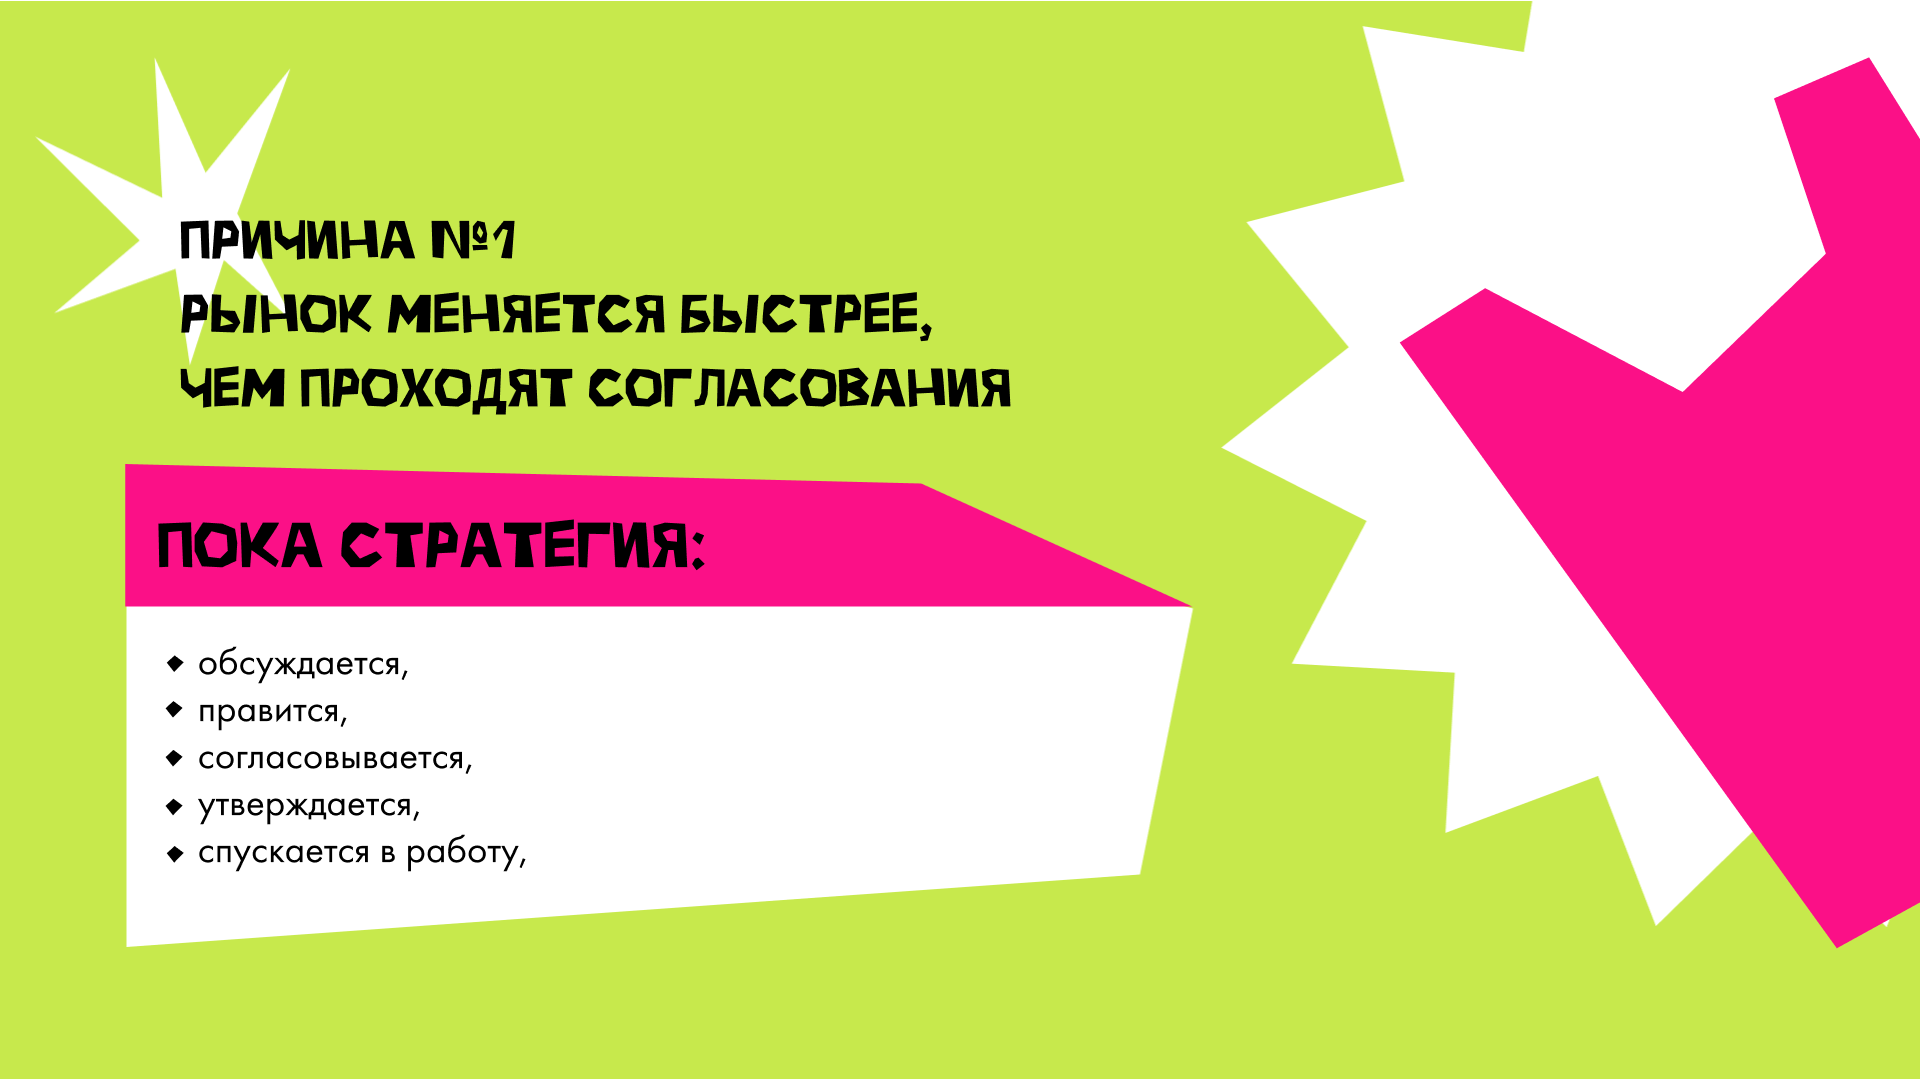 ПРИЧИНА №1
РЫНОК МЕНЯЕТСЯ БЫСТРЕЕ,
ЧЕМ ПРОХОДЯТ СОГЛАСОВАНИЯ
ПОКА СТРАТЕГИЯ:
обсуждается,
правится,
согласовывается,
утверждается,
спускается в работу,